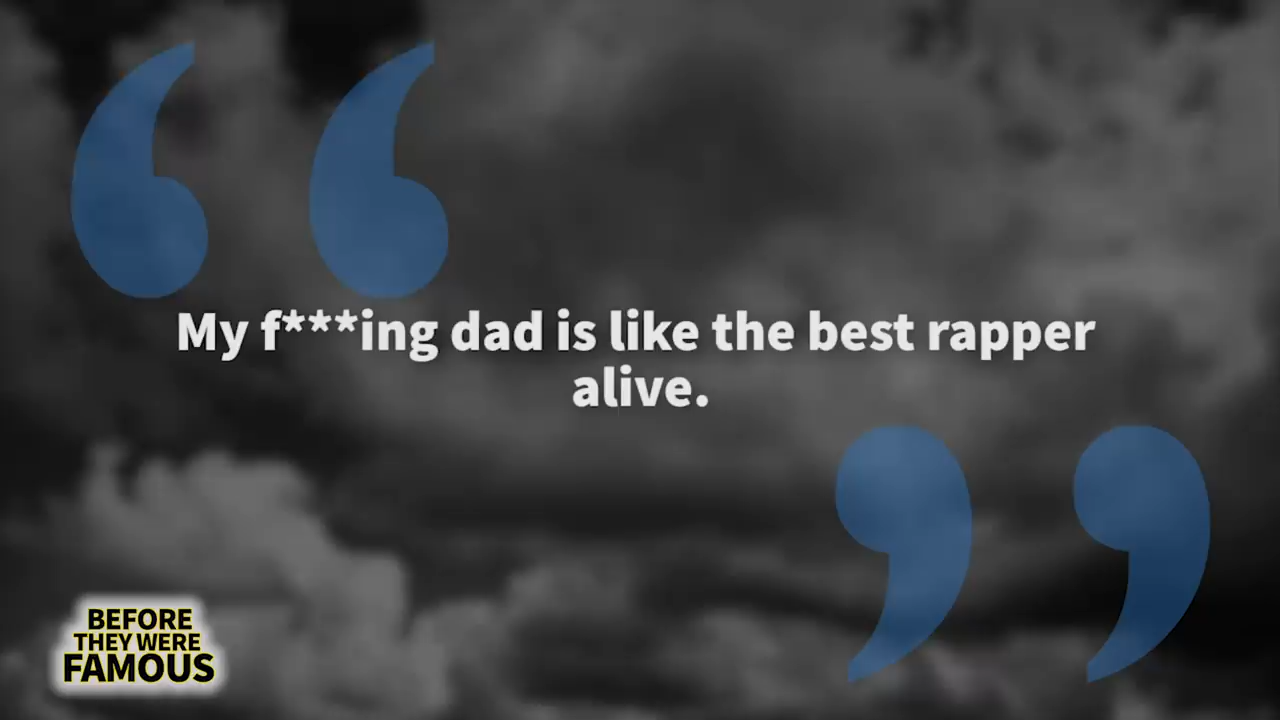 My f***ing dad is like the best rapper
alive.
BEFORE
THEY WERE
FAMOUS